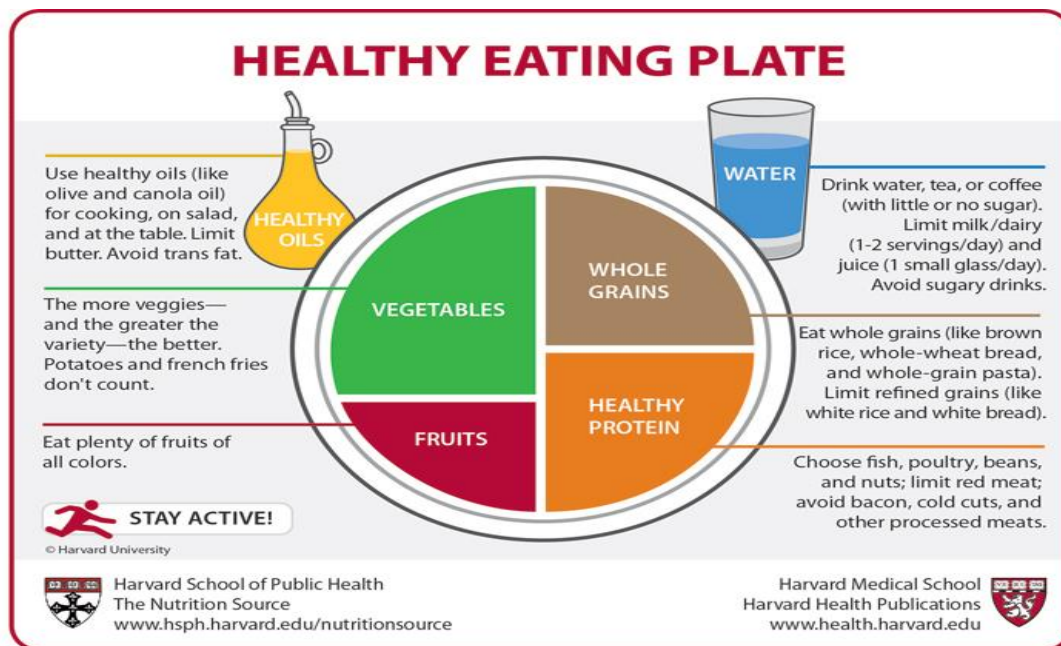 HEALTHY EATING PLATE
Use healthy oils (like
olive and canola oil)
for cooking, on salad,
and at the table. Limit
butter. Avoid trans fat.
HEALTHY
OILS
The more veggies—
and the greater the
variety—the better.
Potatoes and french fries
don't count.
Eat plenty of fruits of
all colors.
VEGETABLES
FRUITS
WHOLE
GRAINS
HEALTHY
PROTEIN
WATER
Drink water, tea, or coffee
(with little or no sugar).
Limit milk/dairy
(1-2 servings/day) and
juice (1 small glass/day).
Avoid sugary drinks.
Eat whole grains (like brown
rice, whole-wheat bread,
and whole-grain pasta).
Limit refined grains (like
white rice and white bread).
Choose fish, poultry, beans,
and nuts; limit red meat;
avoid bacon, cold cuts, and
other processed meats.
STAY ACTIVE!
© Harvard University
Harvard School of Public Health
The Nutrition Source
www.hsph.harvard.edu/nutritionsource
Harvard Medical School
Harvard Health Publications
www.health.harvard.edu